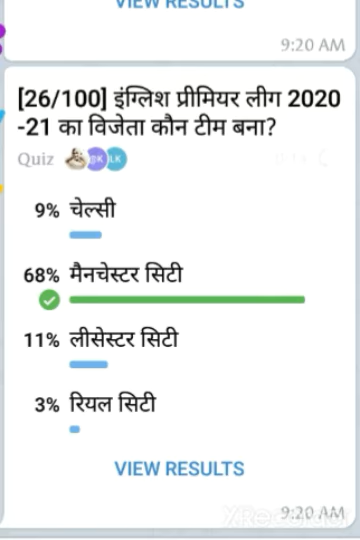 VIEW RESULTS
9:20 AM
[26/100] इंग्लिश प्रीमियर लीग 2020
-21 का विजेता कौन टीम बना?
Quiz K LK
9% चेल्सी
68% मैनचेस्टर सिटी
11% लीसेस्टर सिटी
3% रियल सिटी
VIEW RESULTS
9:20 AM